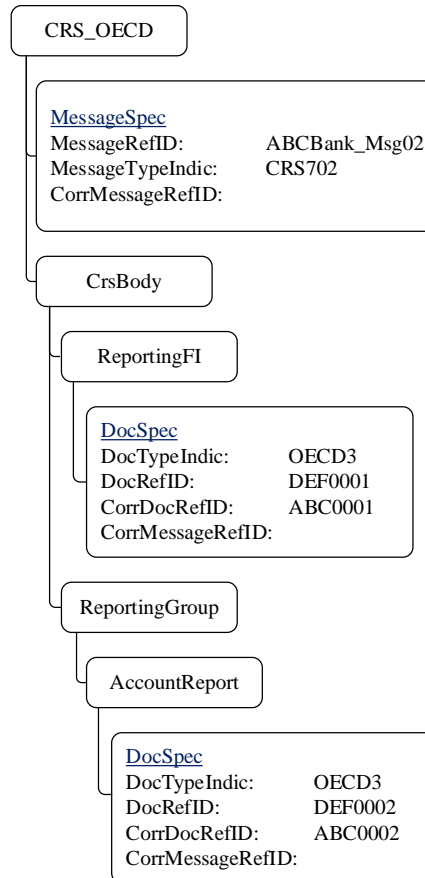 CRS_OECD
MessageSpec
MessageRefID: ABCBank_Msg02
MessageTypeIndic: CRS702
CorrMessageRefID:
CrsBody
ReportingFI
DocSpec
DocTypeIndic: OECD3
DocRefID: DEF0001
CorrDocRefID: ABC0001
CorrMessageRefID:
ReportingGroup
AccountReport
DocSpec
DocTypeIndic: OECD3
DocRefID: DEF0002
CorrDocRefID: ABC0002
CorrMessageRefID: